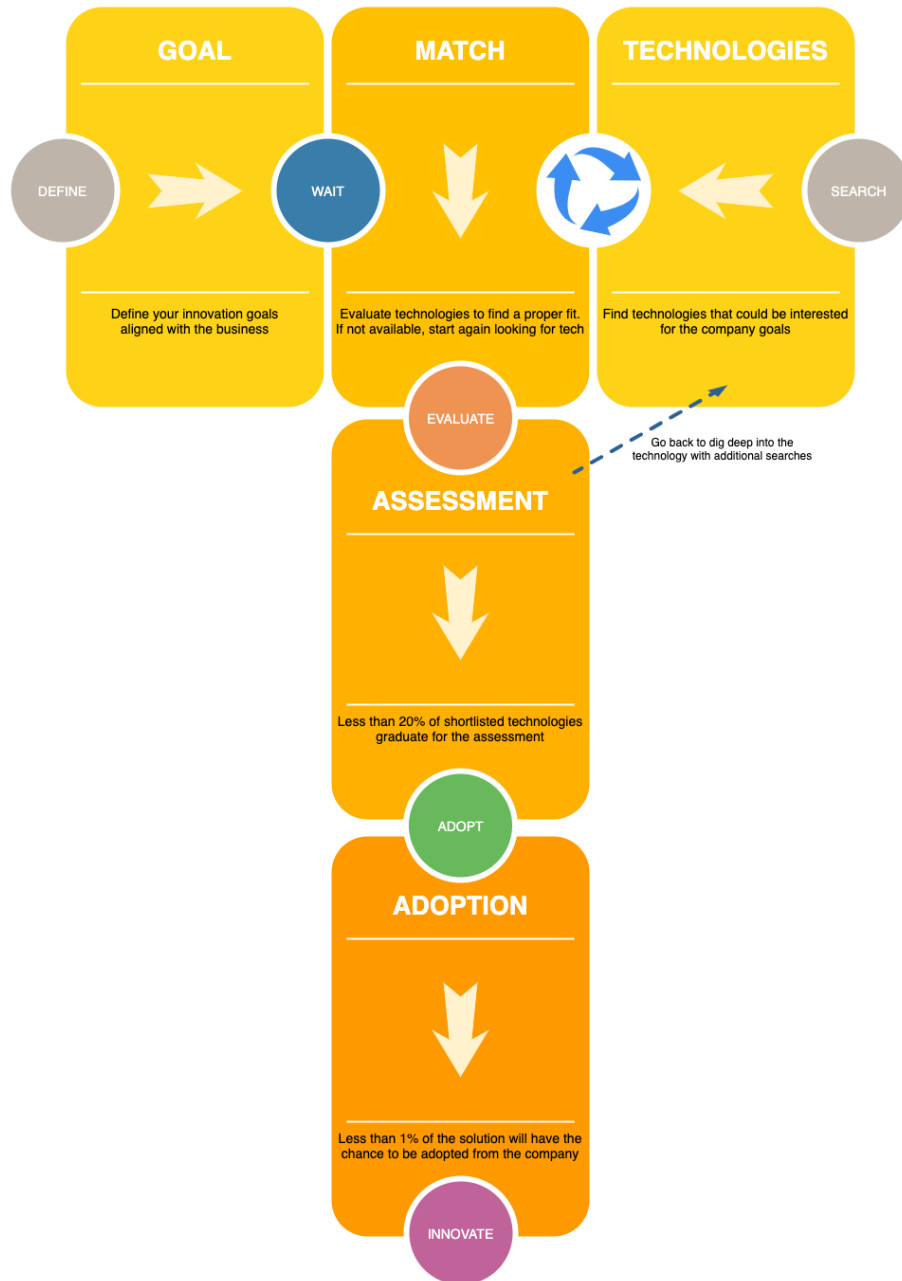 GOAL
MATCH
TECHNOLOGIES
DEFINE
WAIT
SEARCH
Define your innovation goals
aligned with the business
Evaluate technologies to find a proper fit.
If not available, start again looking for tech
Find technologies that could be interested
for the company goals
EVALUATE
Go back to dig deep into the
technology with additional searches
ASSESSMENT
Less than 20% of shortlisted technologies
graduate for the assessment
ADOPT
ADOPTION
Less than 1% of the solution will have the
chance to be adopted from the company
INNOVATE